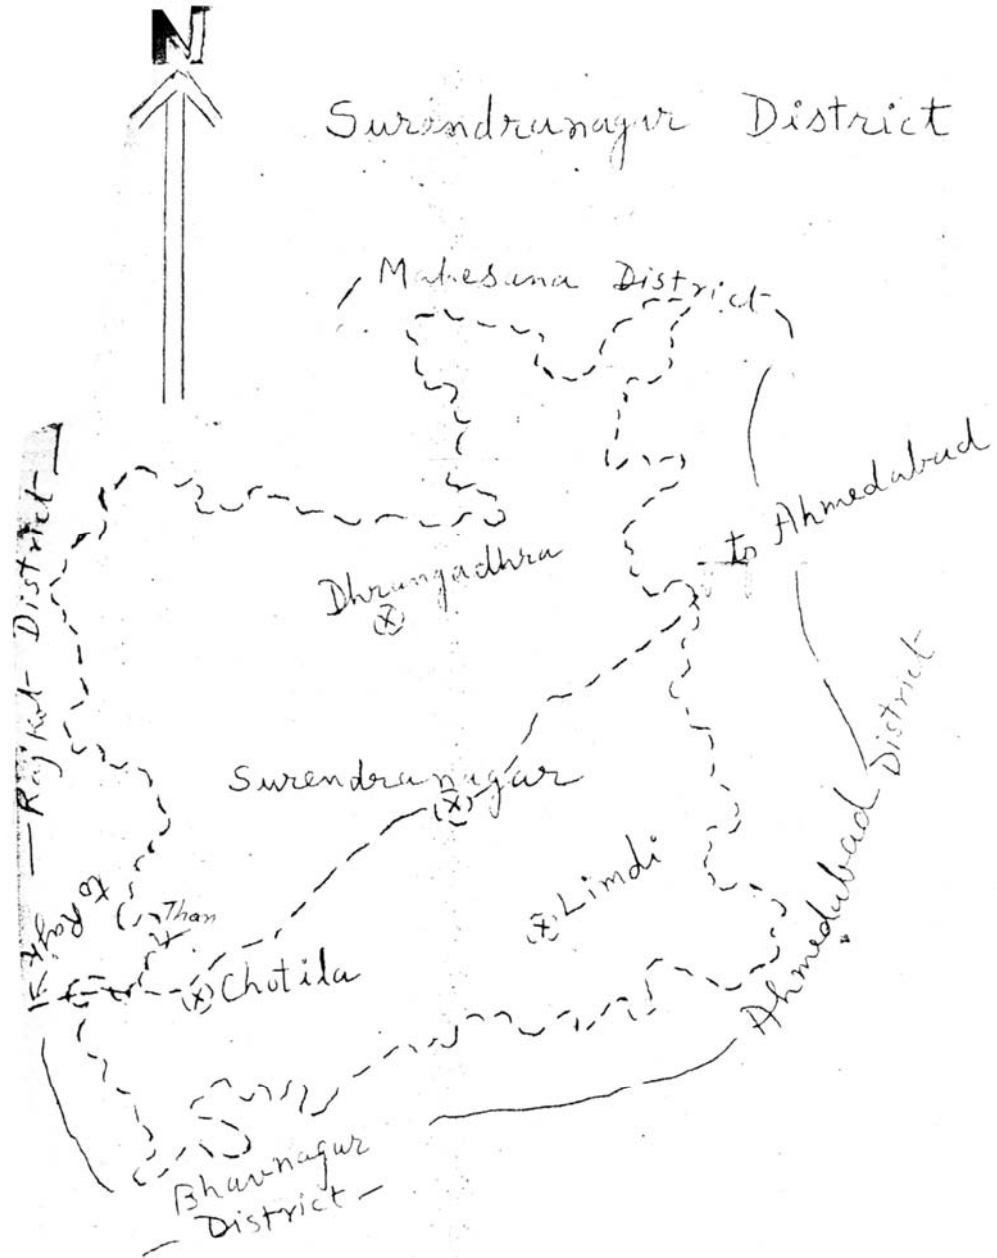 N
Surendranagar District
Mahesana District
to Ahmedabad
Rajkot District
Dhrangadhra
Surendranagar
Ahmedabad District
Limdi
to Rajkot
Than
Chotila
Bhavnagar
District